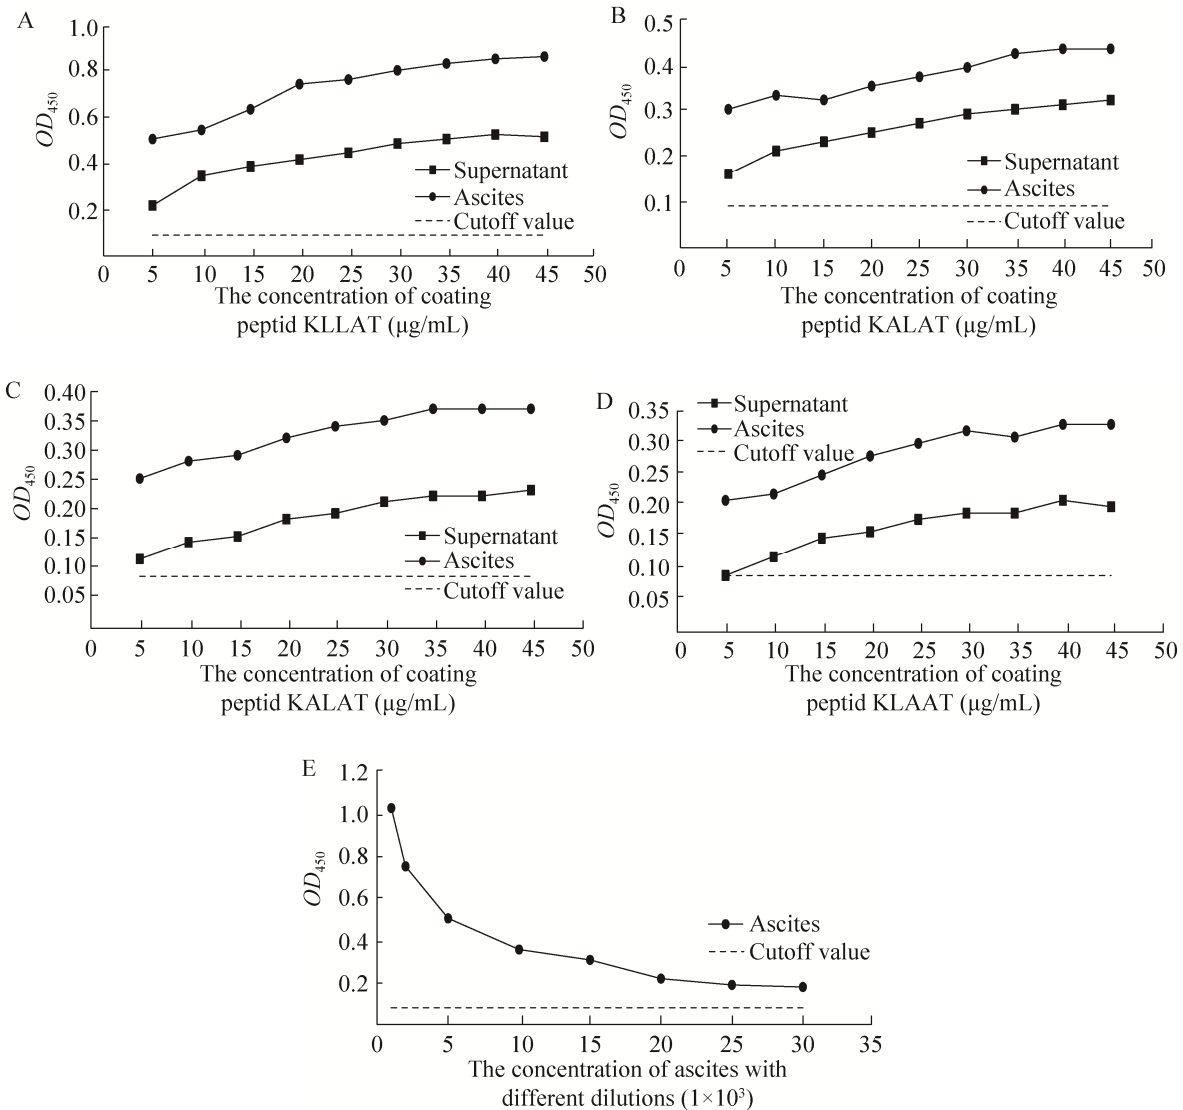 A
1.0
0.8
0.6
0.4
0.2
OD450
Supernatant
Ascites
Cutoff value
0 5 10 15 20 25 30 35 40 45 50
The concentration of coating
peptid KLLAT (μg/mL)
B
0.5
0.4
0.3
0.2
0.1
OD450
Supernatant
Ascites
Cutoff value
0 5 10 15 20 25 30 35 40 45 50
The concentration of coating
peptid KALAT (μg/mL)
C
0.40
0.35
0.30
0.25
0.20
0.15
0.10
0.05
OD450
Supernatant
Ascites
Cutoff value
0 5 10 15 20 25 30 35 40 45 50
The concentration of coating
peptid KALAT (μg/mL)
D
Supernatant
Ascites
Cutoff value
0.35
0.30
0.25
0.20
0.15
0.10
0.05
OD450
0 5 10 15 20 25 30 35 40 45 50
The concentration of coating
peptid KLAAT (μg/mL)
E
1.2
1.0
0.8
0.6
0.4
0.2
OD450
Ascites
Cutoff value
0 5 10 15 20 25 30 35
The concentration of ascites with
different dilutions (1×10³)